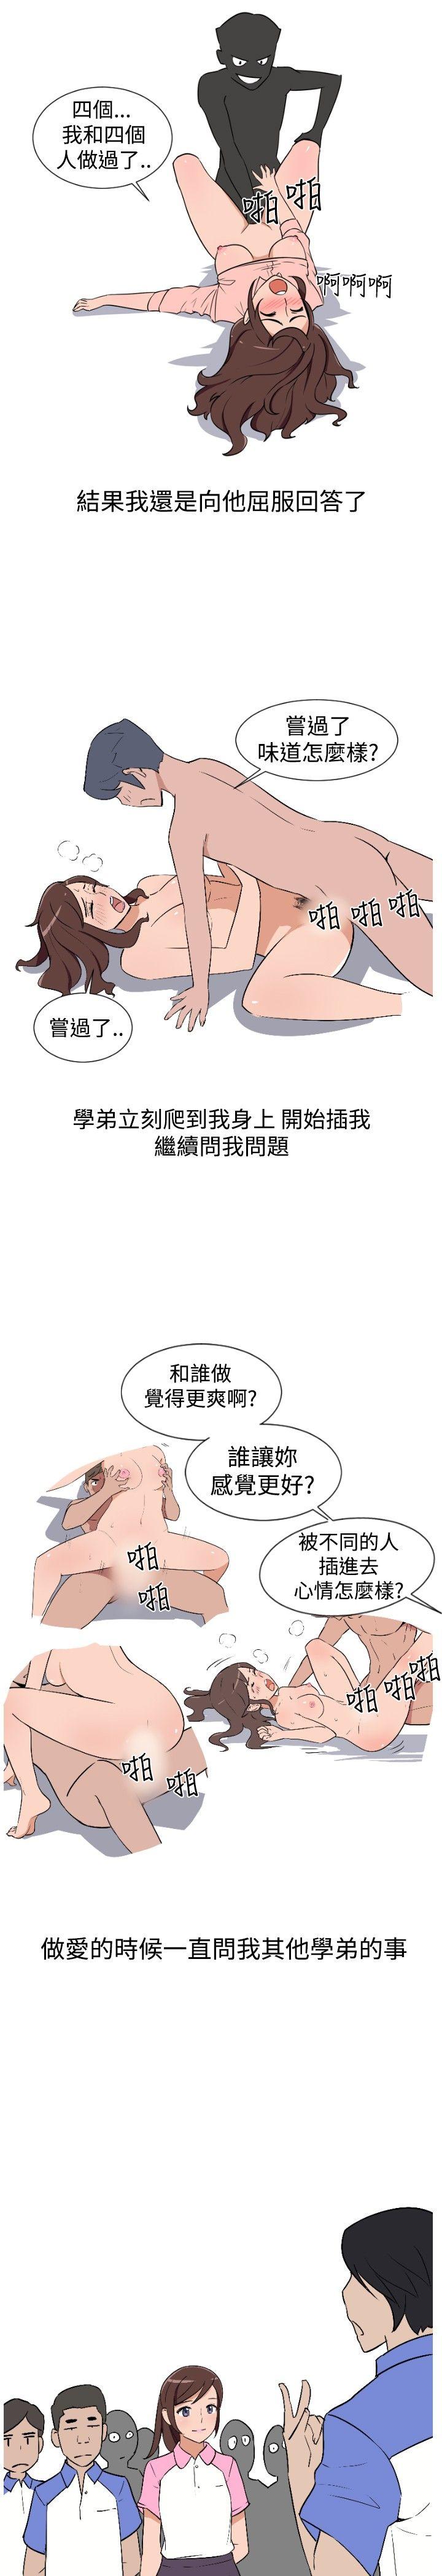 四個...
我和四個
人做過了..
啪 啪
啊啊啊
結果我還是向他屈服回答了
嘗過了
味道怎麼樣?
啪 啪 啪
嘗過了..
學弟立刻爬到我身上 開始插我
繼續問我問題
和誰做
覺得更爽啊?
誰讓妳
感覺更好?
被不同的人
插進去
心情怎麼樣?
啪
啪
啪 啪 啪
啪
啪
做愛的時候一直問我其他學弟的事